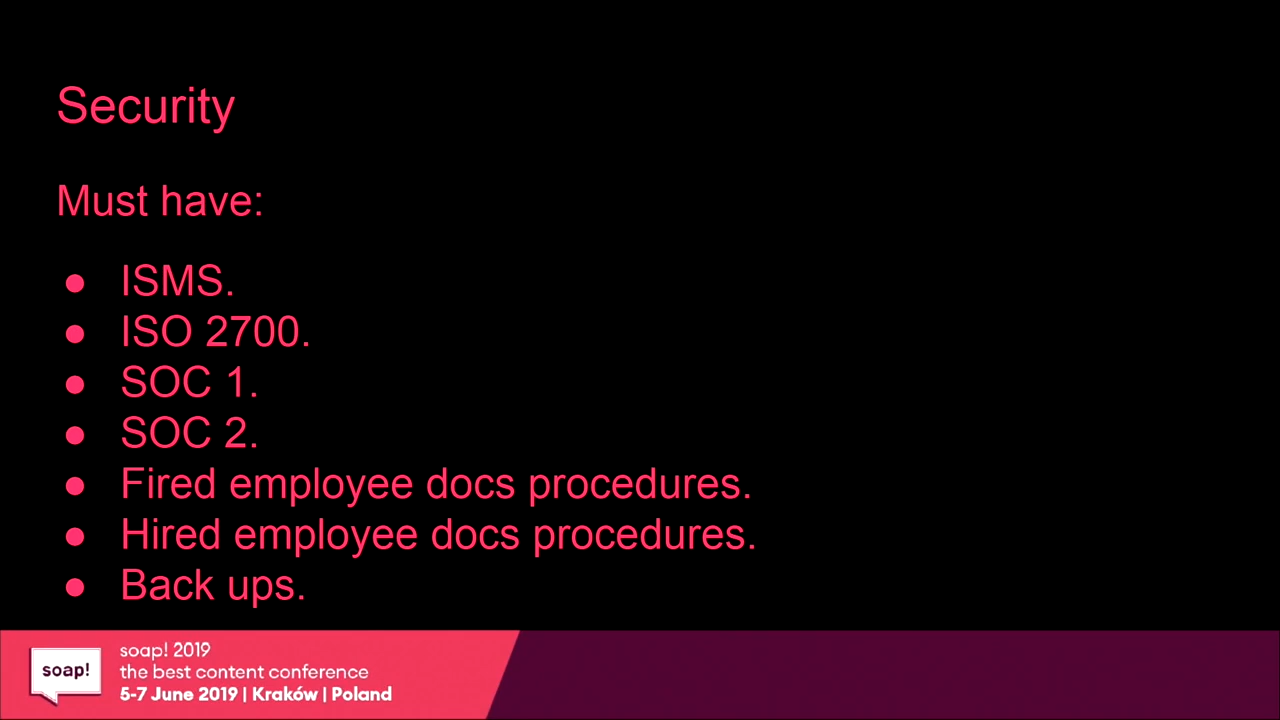 Security
Must have:
● ISMS.
● ISO 2700.
● SOC 1.
● SOC 2.
● Fired employee docs procedures.
● Hired employee docs procedures.
● Back ups.
soap!
soap! 2019
the best content conference
5-7 June 2019 | Kraków | Poland